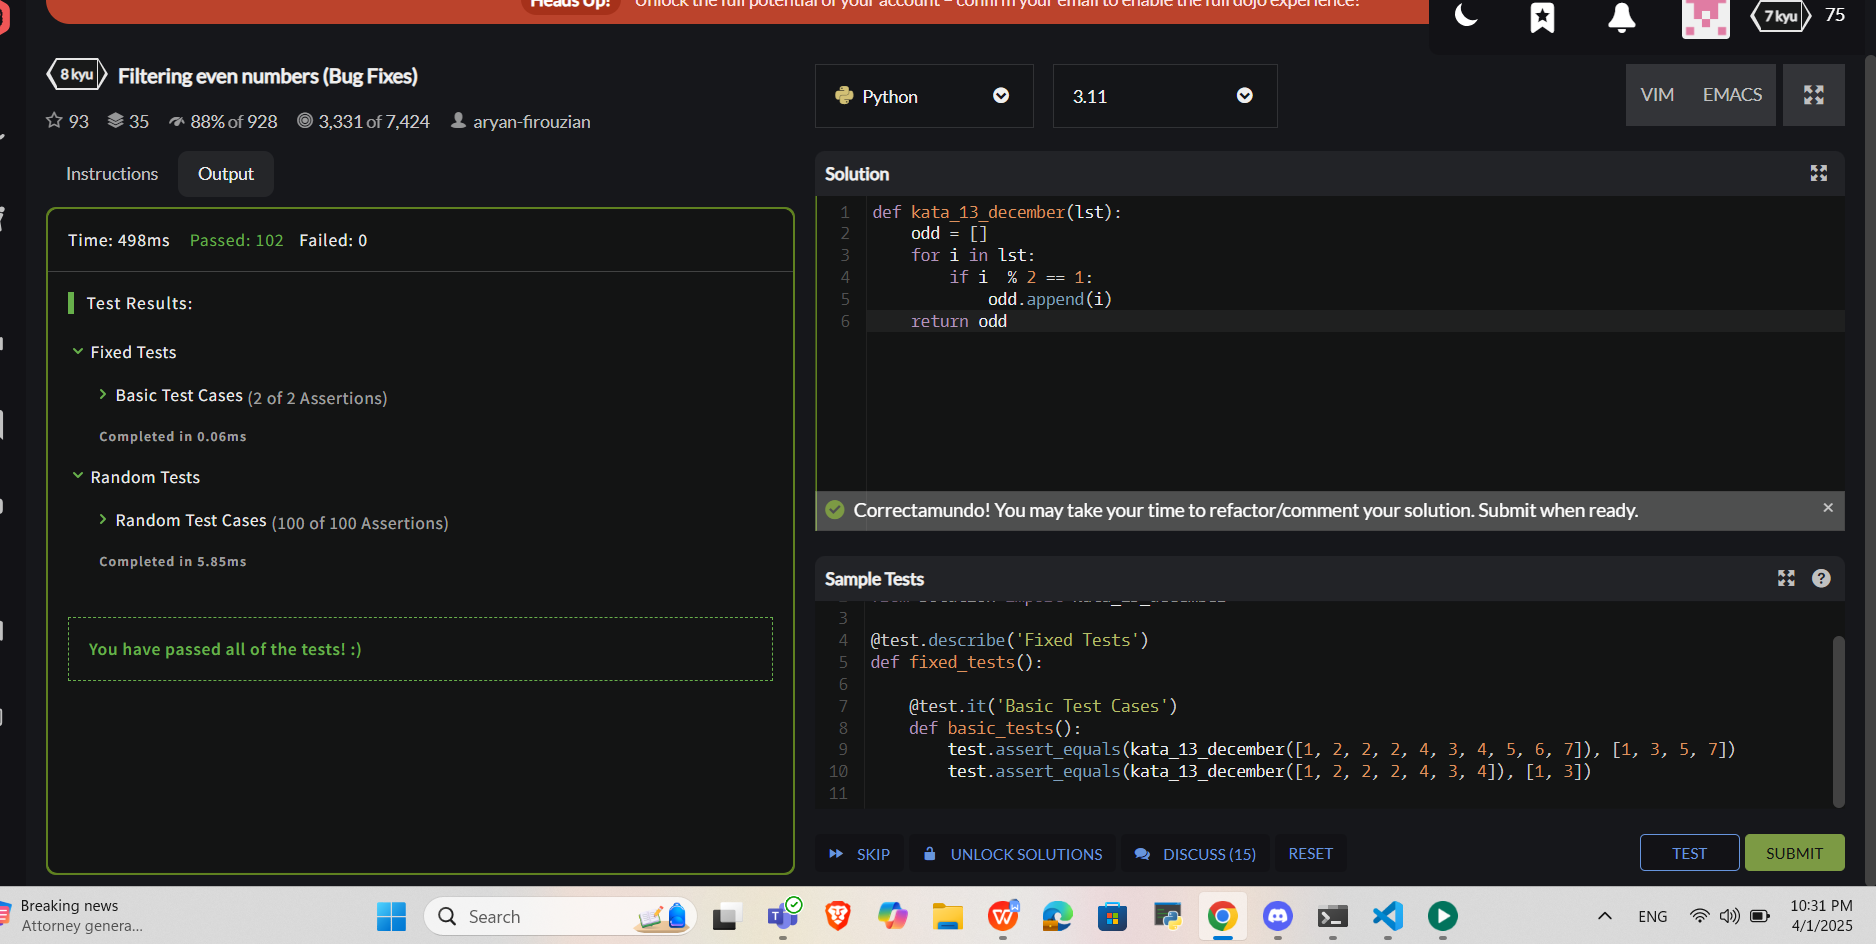 Heads Up! Unlock the full potential of your account – confirm your email to enable the full dojo experience!
7 kyu 75
8 kyu Filtering even numbers (Bug Fixes)
93 35 88% of 928 3,331 of 7,424 aryan-firouzian
Python 3.11 VIM EMACS
Instructions Output
Time: 498ms Passed: 102 Failed: 0
Test Results:
Fixed Tests
Basic Test Cases (2 of 2 Assertions)
Completed in 0.06ms
Random Tests
Random Test Cases (100 of 100 Assertions)
Completed in 5.85ms
You have passed all of the tests! :)
Solution
1 def kata_13_december(lst):
2     odd = []
3     for i in lst:
4         if i  % 2 == 1:
5             odd.append(i)
6     return odd
Correctamundo! You may take your time to refactor/comment your solution. Submit when ready. ×
Sample Tests ?
3
4 @test.describe('Fixed Tests')
5 def fixed_tests():
6
7     @test.it('Basic Test Cases')
8     def basic_tests():
9         test.assert_equals(kata_13_december([1, 2, 2, 2, 4, 3, 4, 5, 6, 7]), [1, 3, 5, 7])
10         test.assert_equals(kata_13_december([1, 2, 2, 2, 4, 3, 4]), [1, 3])
11
SKIP UNLOCK SOLUTIONS DISCUSS (15) RESET TEST SUBMIT
Breaking news
Attorney genera...
Search
ENG
10:31 PM
4/1/2025